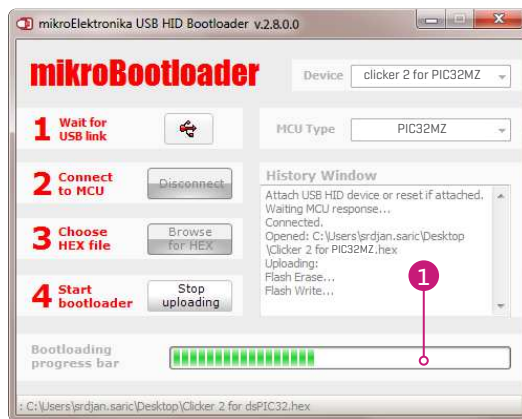 mikroElektronika USB HID Bootloader v.2.8.0.0
mikroBootloader
Device clicker 2 for PIC32MZ
1 Wait for
USB link
MCU Type PIC32MZ
2 Connect
to MCU
Disconnect
History Window
Attach USB HID device or reset if attached.
Waiting MCU response...
Connected.
Opened: C:\Users\srdjan.saric\Desktop
\Clicker 2 for PIC32MZ.hex
Uploading:
Flash Erase...
Flash Write...
3 Choose
HEX file
Browse
for HEX
4 Start
bootloader
Stop
uploading
1
Bootloading
progress bar
: C:\Users\srdjan.saric\Desktop\Clicker 2 for dsPIC32.hex